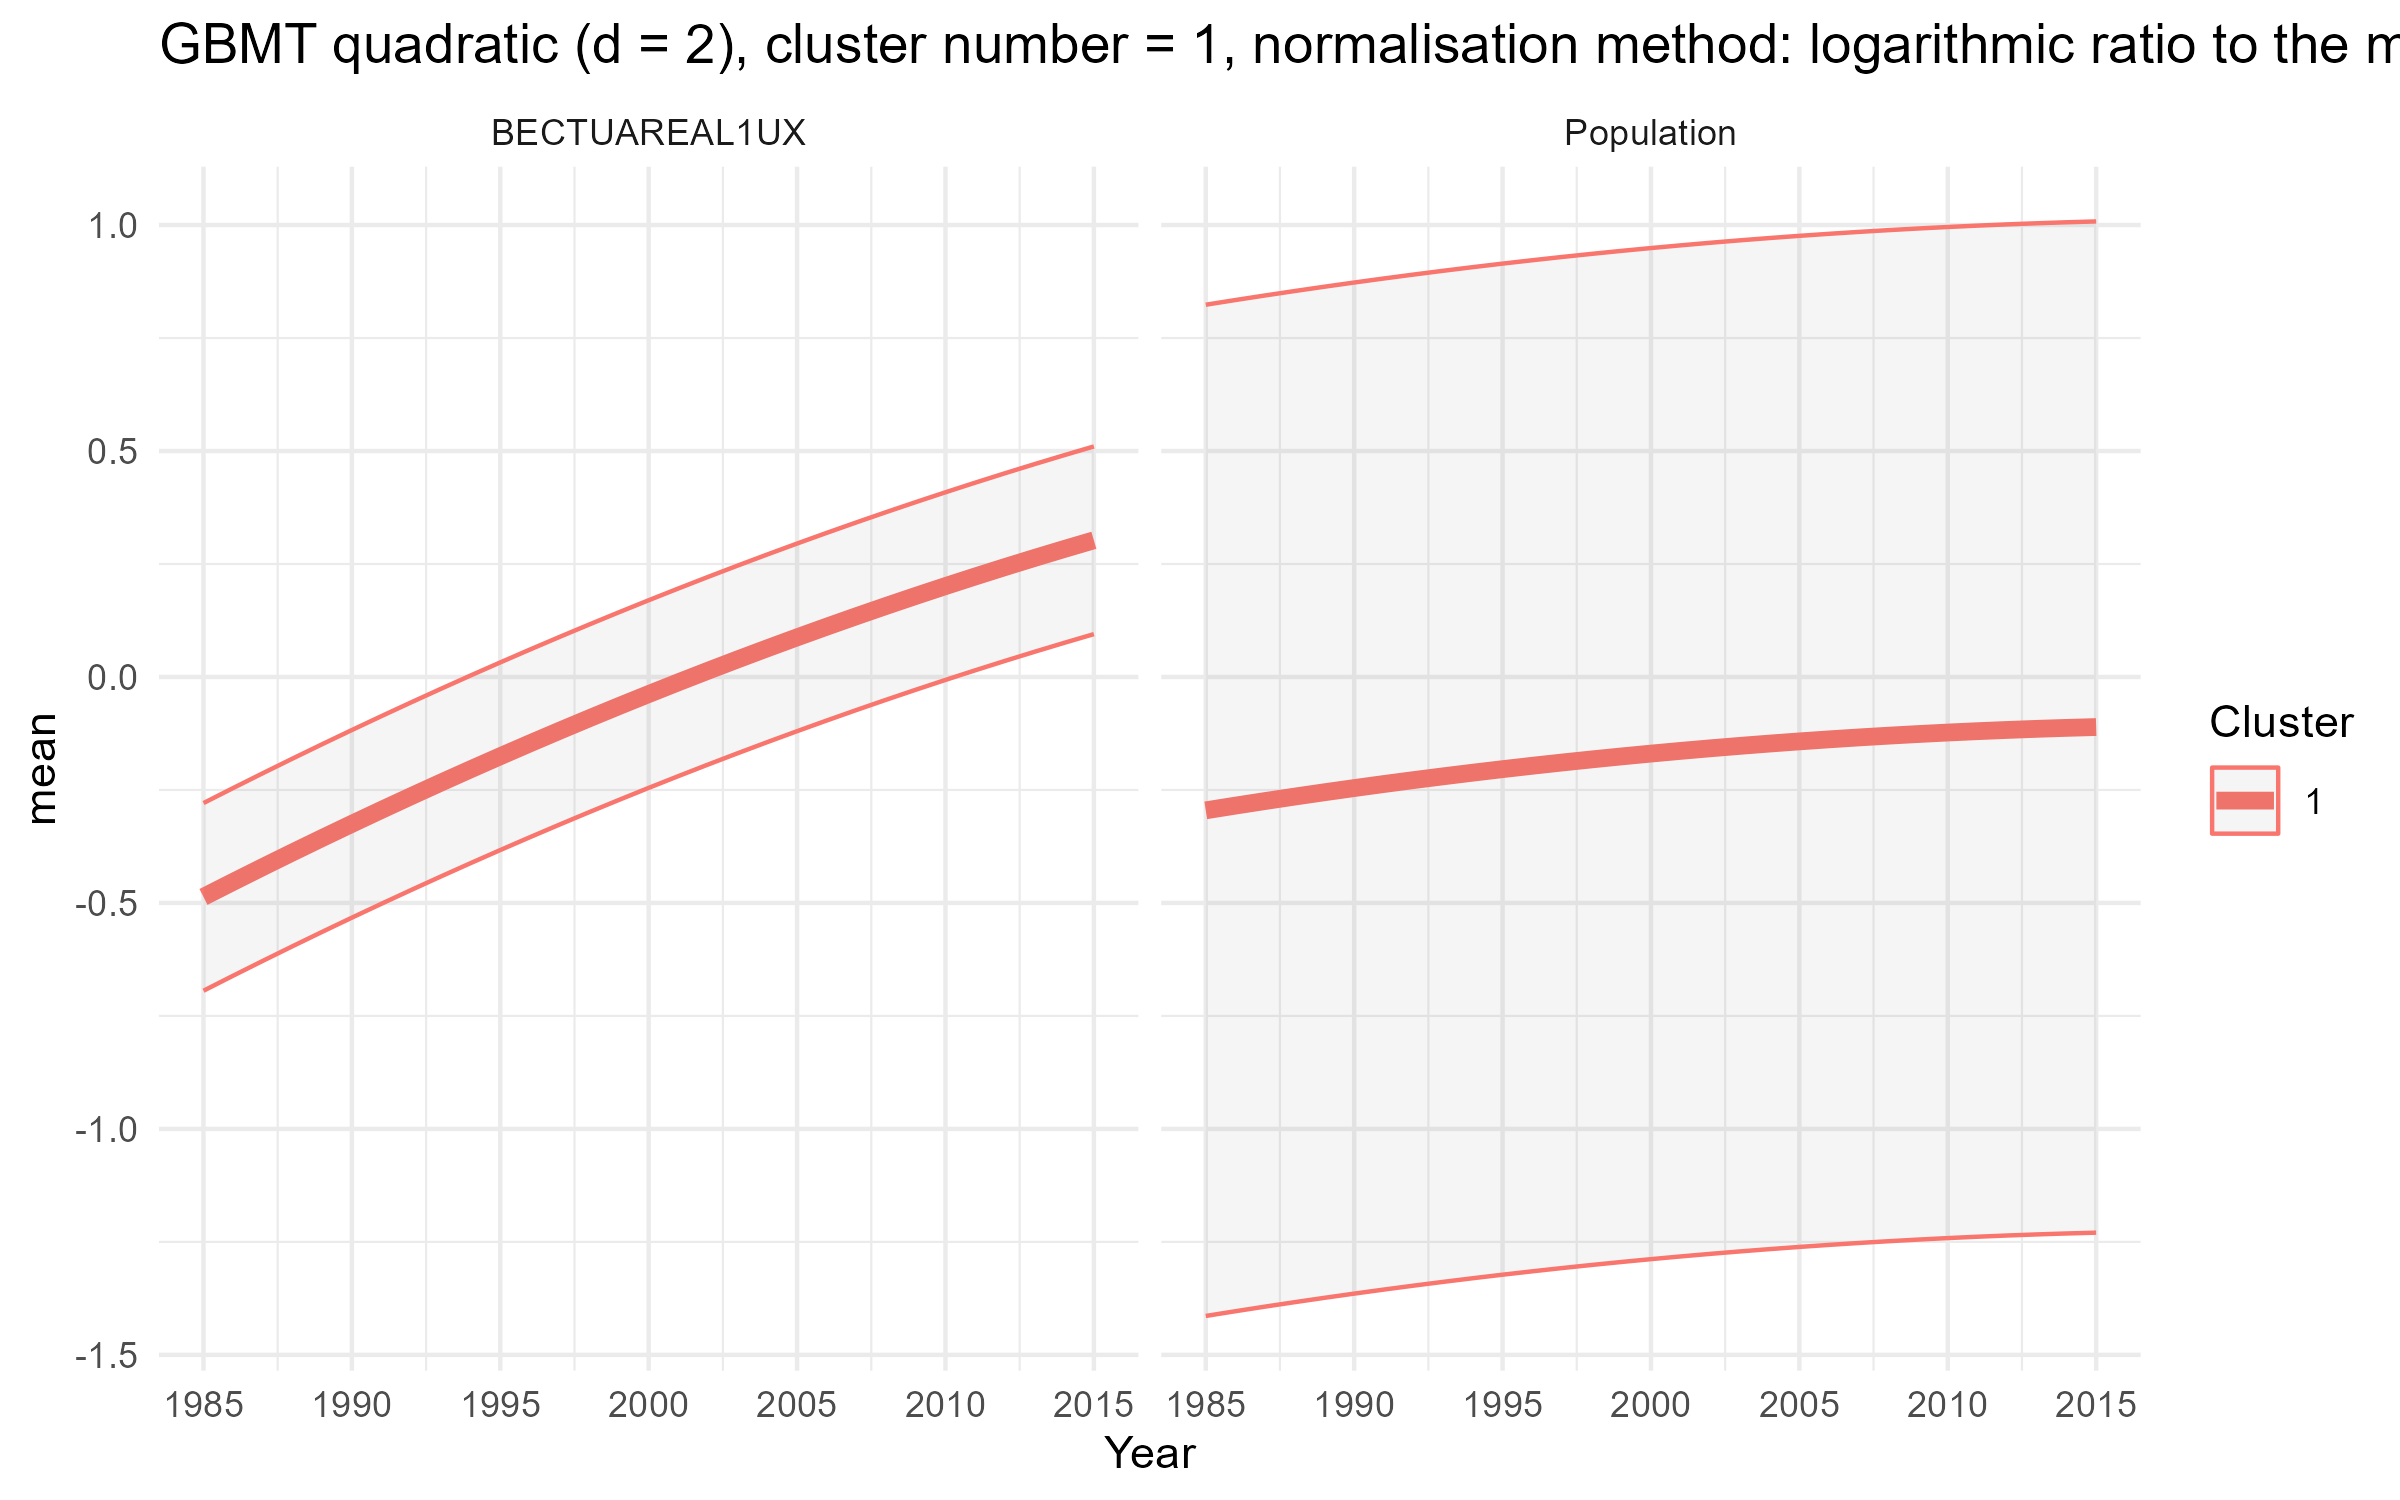 GBMT quadratic (d = 2), cluster number = 1, normalisation method: logarithmic ratio to the
BECTUAREAL1UX Population
1.0
0.5
0.0
-0.5
-1.0
-1.5
mean
1985 1990 1995 2000 2005 2010 2015 1985 1990 1995 2000 2005 2010 2015
Year
Cluster
1